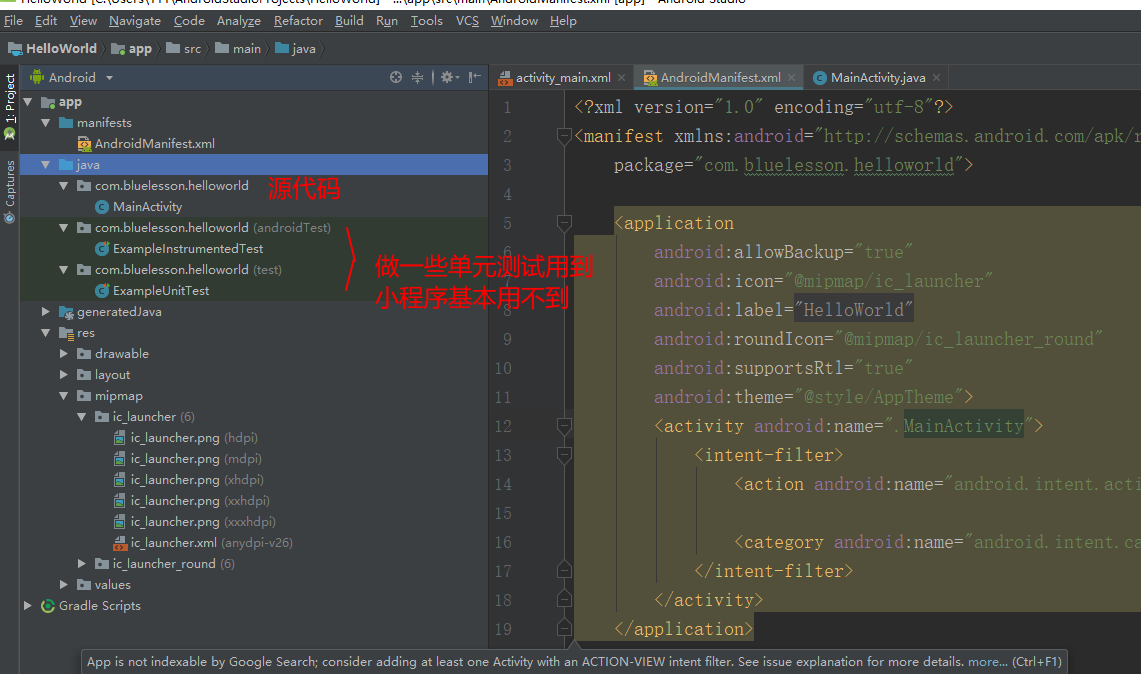 HelloWorld [C:\Users\111\AndroidStudioProjects\HelloWorld] - ...\app\src\main\AndroidManifest.xml [app] - Android Studio
File Edit View Navigate Code Analyze Refactor Build Run Tools VCS Window Help
HelloWorld app src main java
Android
activity_main.xml AndroidManifest.xml MainActivity.java
1: Project
Captures
app
manifests
AndroidManifest.xml
java
com.bluelesson.helloworld 源代码
MainActivity
com.bluelesson.helloworld (androidTest)
ExampleInstrumentedTest
com.bluelesson.helloworld (test)
ExampleUnitTest
做一些单元测试用到
小程序基本用不到
generatedJava
res
drawable
layout
mipmap
ic_launcher (6)
ic_launcher.png (hdpi)
ic_launcher.png (mdpi)
ic_launcher.png (xhdpi)
ic_launcher.png (xxhdpi)
ic_launcher.png (xxxhdpi)
ic_launcher.xml (anydpi-v26)
ic_launcher_round (6)
values
Gradle Scripts
1 <?xml version="1.0" encoding="utf-8"?>
2 <manifest xmlns:android="http://schemas.android.com/apk/r
3 package="com.bluelesson.helloworld">
4
5 <application
6 android:allowBackup="true"
7 android:icon="@mipmap/ic_launcher"
8 android:label="HelloWorld"
9 android:roundIcon="@mipmap/ic_launcher_round"
10 android:supportsRtl="true"
11 android:theme="@style/AppTheme">
12 <activity android:name=".MainActivity">
13 <intent-filter>
14 <action android:name="android.intent.acti
15
16 <category android:name="android.intent.ca
17 </intent-filter>
18 </activity>
19 </application>
App is not indexable by Google Search; consider adding at least one Activity with an ACTION-VIEW intent filter. See issue explanation for more details. more... (Ctrl+F1)